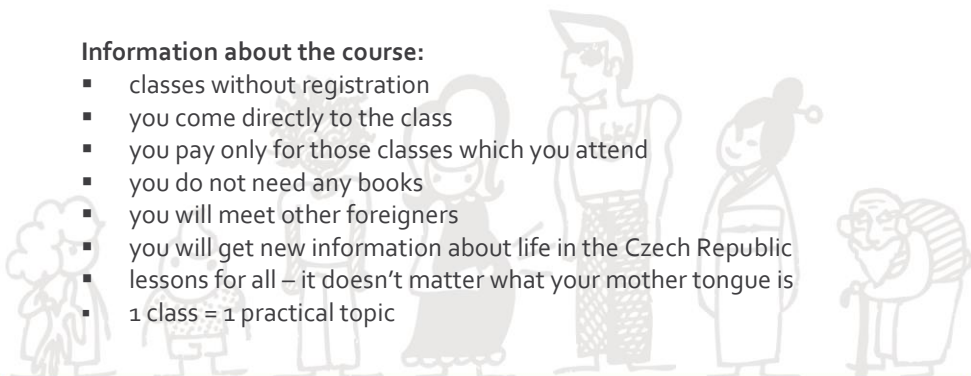 Information about the course:
▪ classes without registration
▪ you come directly to the class
▪ you pay only for those classes which you attend
▪ you do not need any books
▪ you will meet other foreigners
▪ you will get new information about life in the Czech Republic
▪ lessons for all – it doesn’t matter what your mother tongue is
▪ 1 class = 1 practical topic